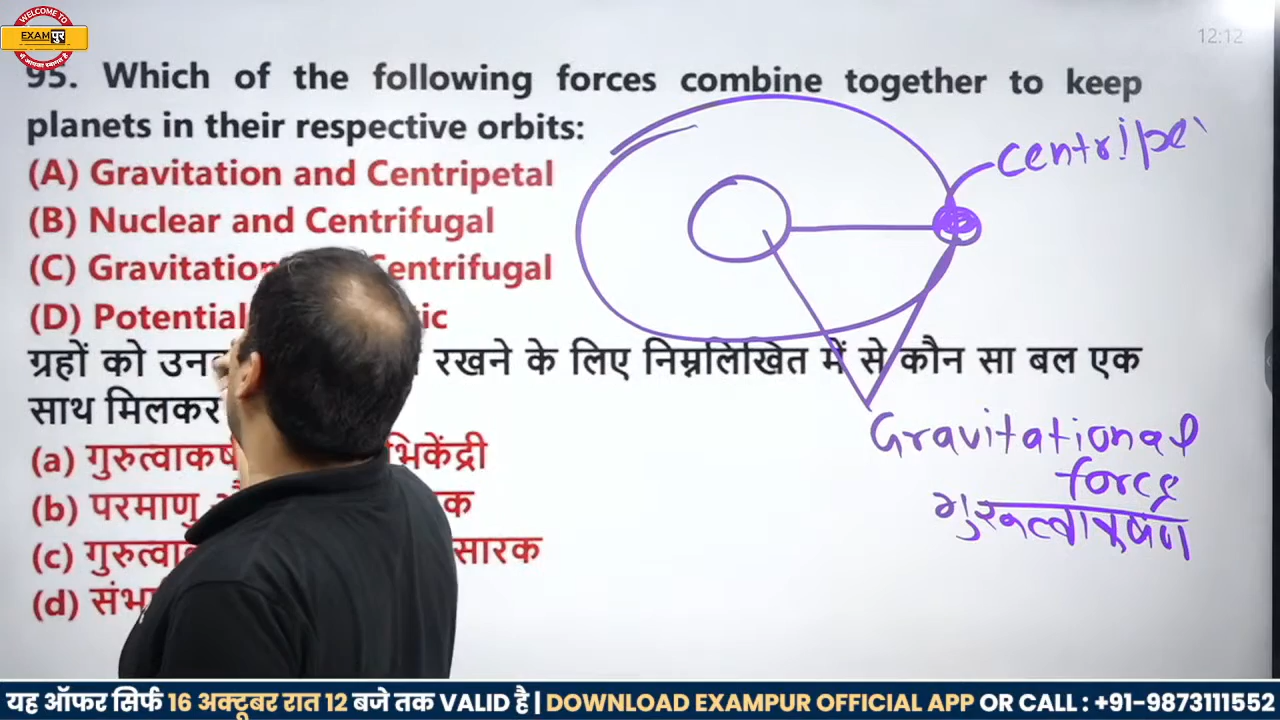 WELCOME TO
EXAMपुर
12:12
95. Which of the following forces combine together to keep
planets in their respective orbits:
(A) Gravitation and Centripetal
(B) Nuclear and Centrifugal
(C) Gravitation Centrifugal
(D) Potential
ग्रहों को रखने के लिए निम्नलिखित में से कौन सा बल एक
साथ मिलकर
(a)
(b) परमाणु
(c)
(d)
Centripe
Gravitational
force
गुरुत्वाकर्षण
यह ऑफर सिर्फ 16 अक्टूबर रात 12 बजे तक VALID है | DOWNLOAD EXAMPUR OFFICIAL APP OR CALL : +91-9873111552